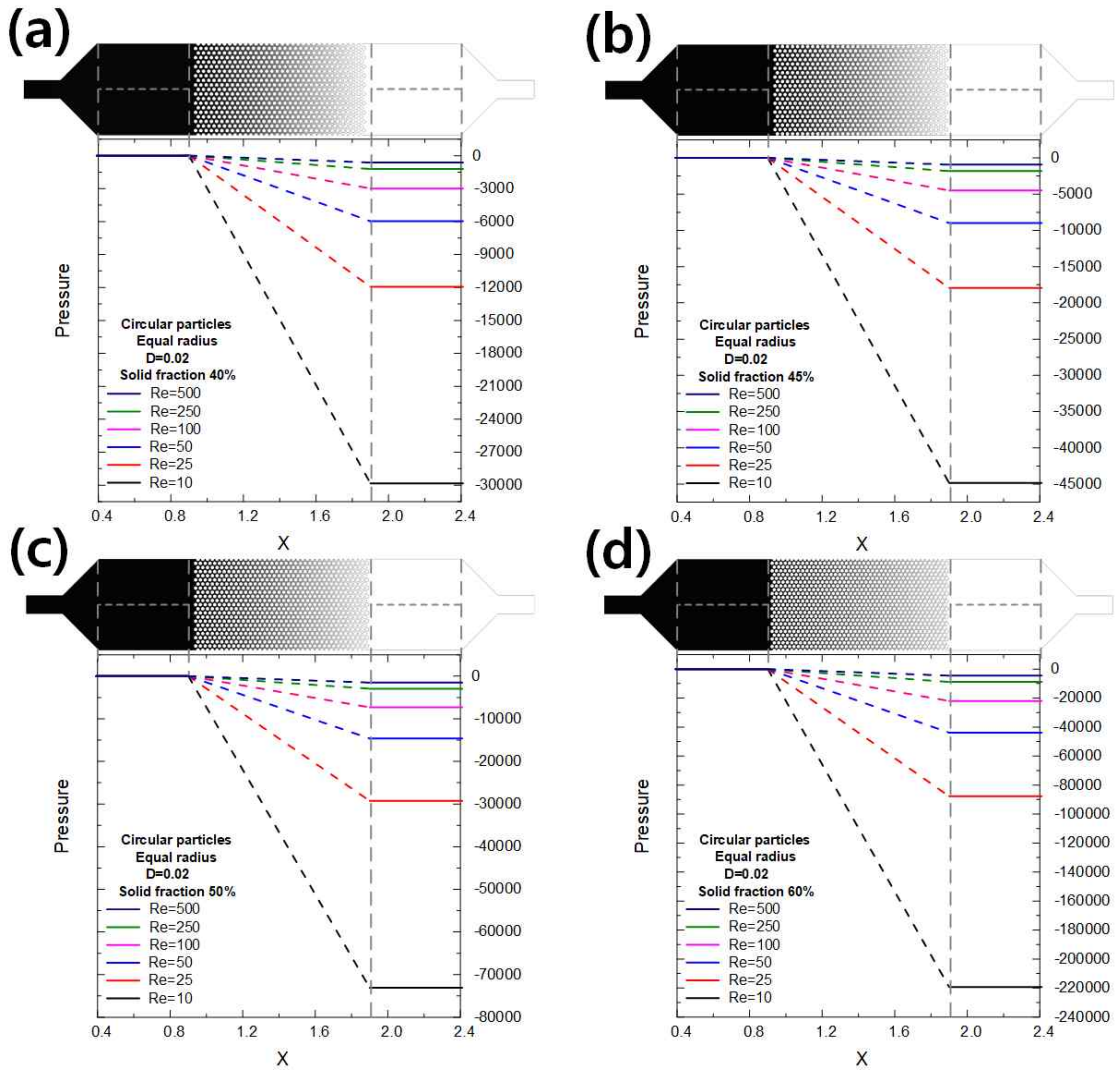 (a)
0
-3000
-6000
-9000
-12000
-15000
-18000
-21000
-24000
-27000
-30000
Pressure
Circular particles
Equal radius
D=0.02
Solid fraction 40%
Re=500
Re=250
Re=100
Re=50
Re=25
Re=10
0.4 0.8 1.2 1.6 2.0 2.4
X
(b)
0
-5000
-10000
-15000
-20000
-25000
-30000
-35000
-40000
-45000
Pressure
Circular particles
Equal radius
D=0.02
Solid fraction 45%
Re=500
Re=250
Re=100
Re=50
Re=25
Re=10
0.4 0.8 1.2 1.6 2.0 2.4
X
(c)
0
-10000
-20000
-30000
-40000
-50000
-60000
-70000
-80000
Pressure
Circular particles
Equal radius
D=0.02
Solid fraction 50%
Re=500
Re=250
Re=100
Re=50
Re=25
Re=10
0.4 0.8 1.2 1.6 2.0 2.4
X
(d)
0
-20000
-40000
-60000
-80000
-100000
-120000
-140000
-160000
-180000
-200000
-220000
-240000
Pressure
Circular particles
Equal radius
D=0.02
Solid fraction 60%
Re=500
Re=250
Re=100
Re=50
Re=25
Re=10
0.4 0.8 1.2 1.6 2.0 2.4
X